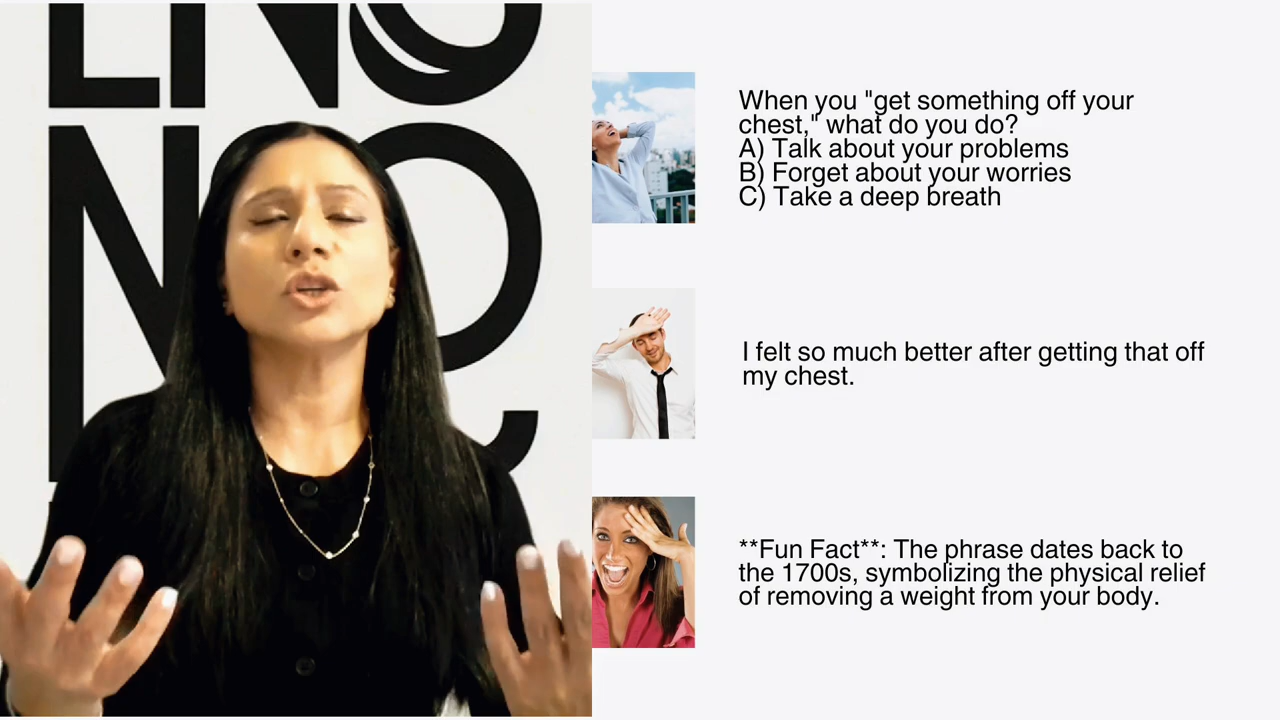 When you "get something off your
chest," what do you do?
A) Talk about your problems
B) Forget about your worries
C) Take a deep breath
I felt so much better after getting that off
my chest.
**Fun Fact**: The phrase dates back to
the 1700s, symbolizing the physical relief
of removing a weight from your body.